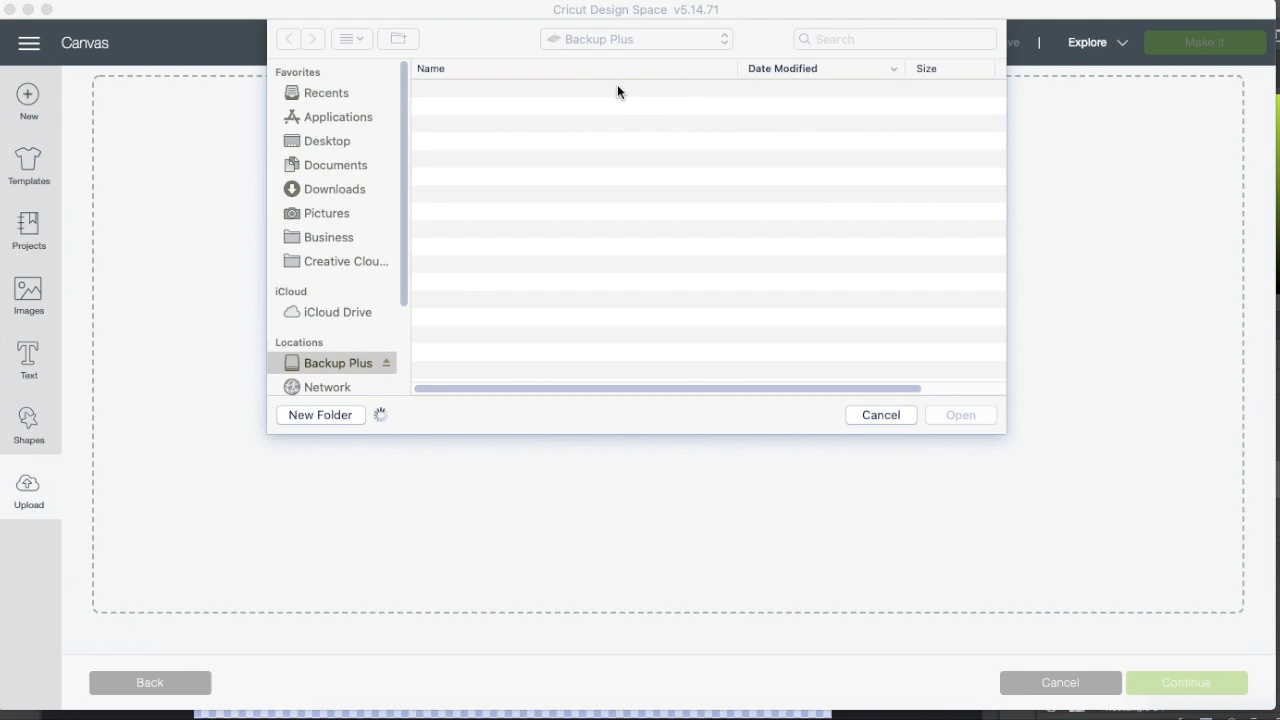 Cricut Design Space v5.14.71
Canvas
Backup Plus
Search
ve
|
Explore
Make It
New
Templates
Projects
Images
Text
Shapes
Upload
Favorites
Recents
Applications
Desktop
Documents
Downloads
Pictures
Business
Creative Clou...
iCloud
iCloud Drive
Locations
Backup Plus
Network
Name
Date Modified
Size
New Folder
Cancel
Open
Back
Cancel
Continue